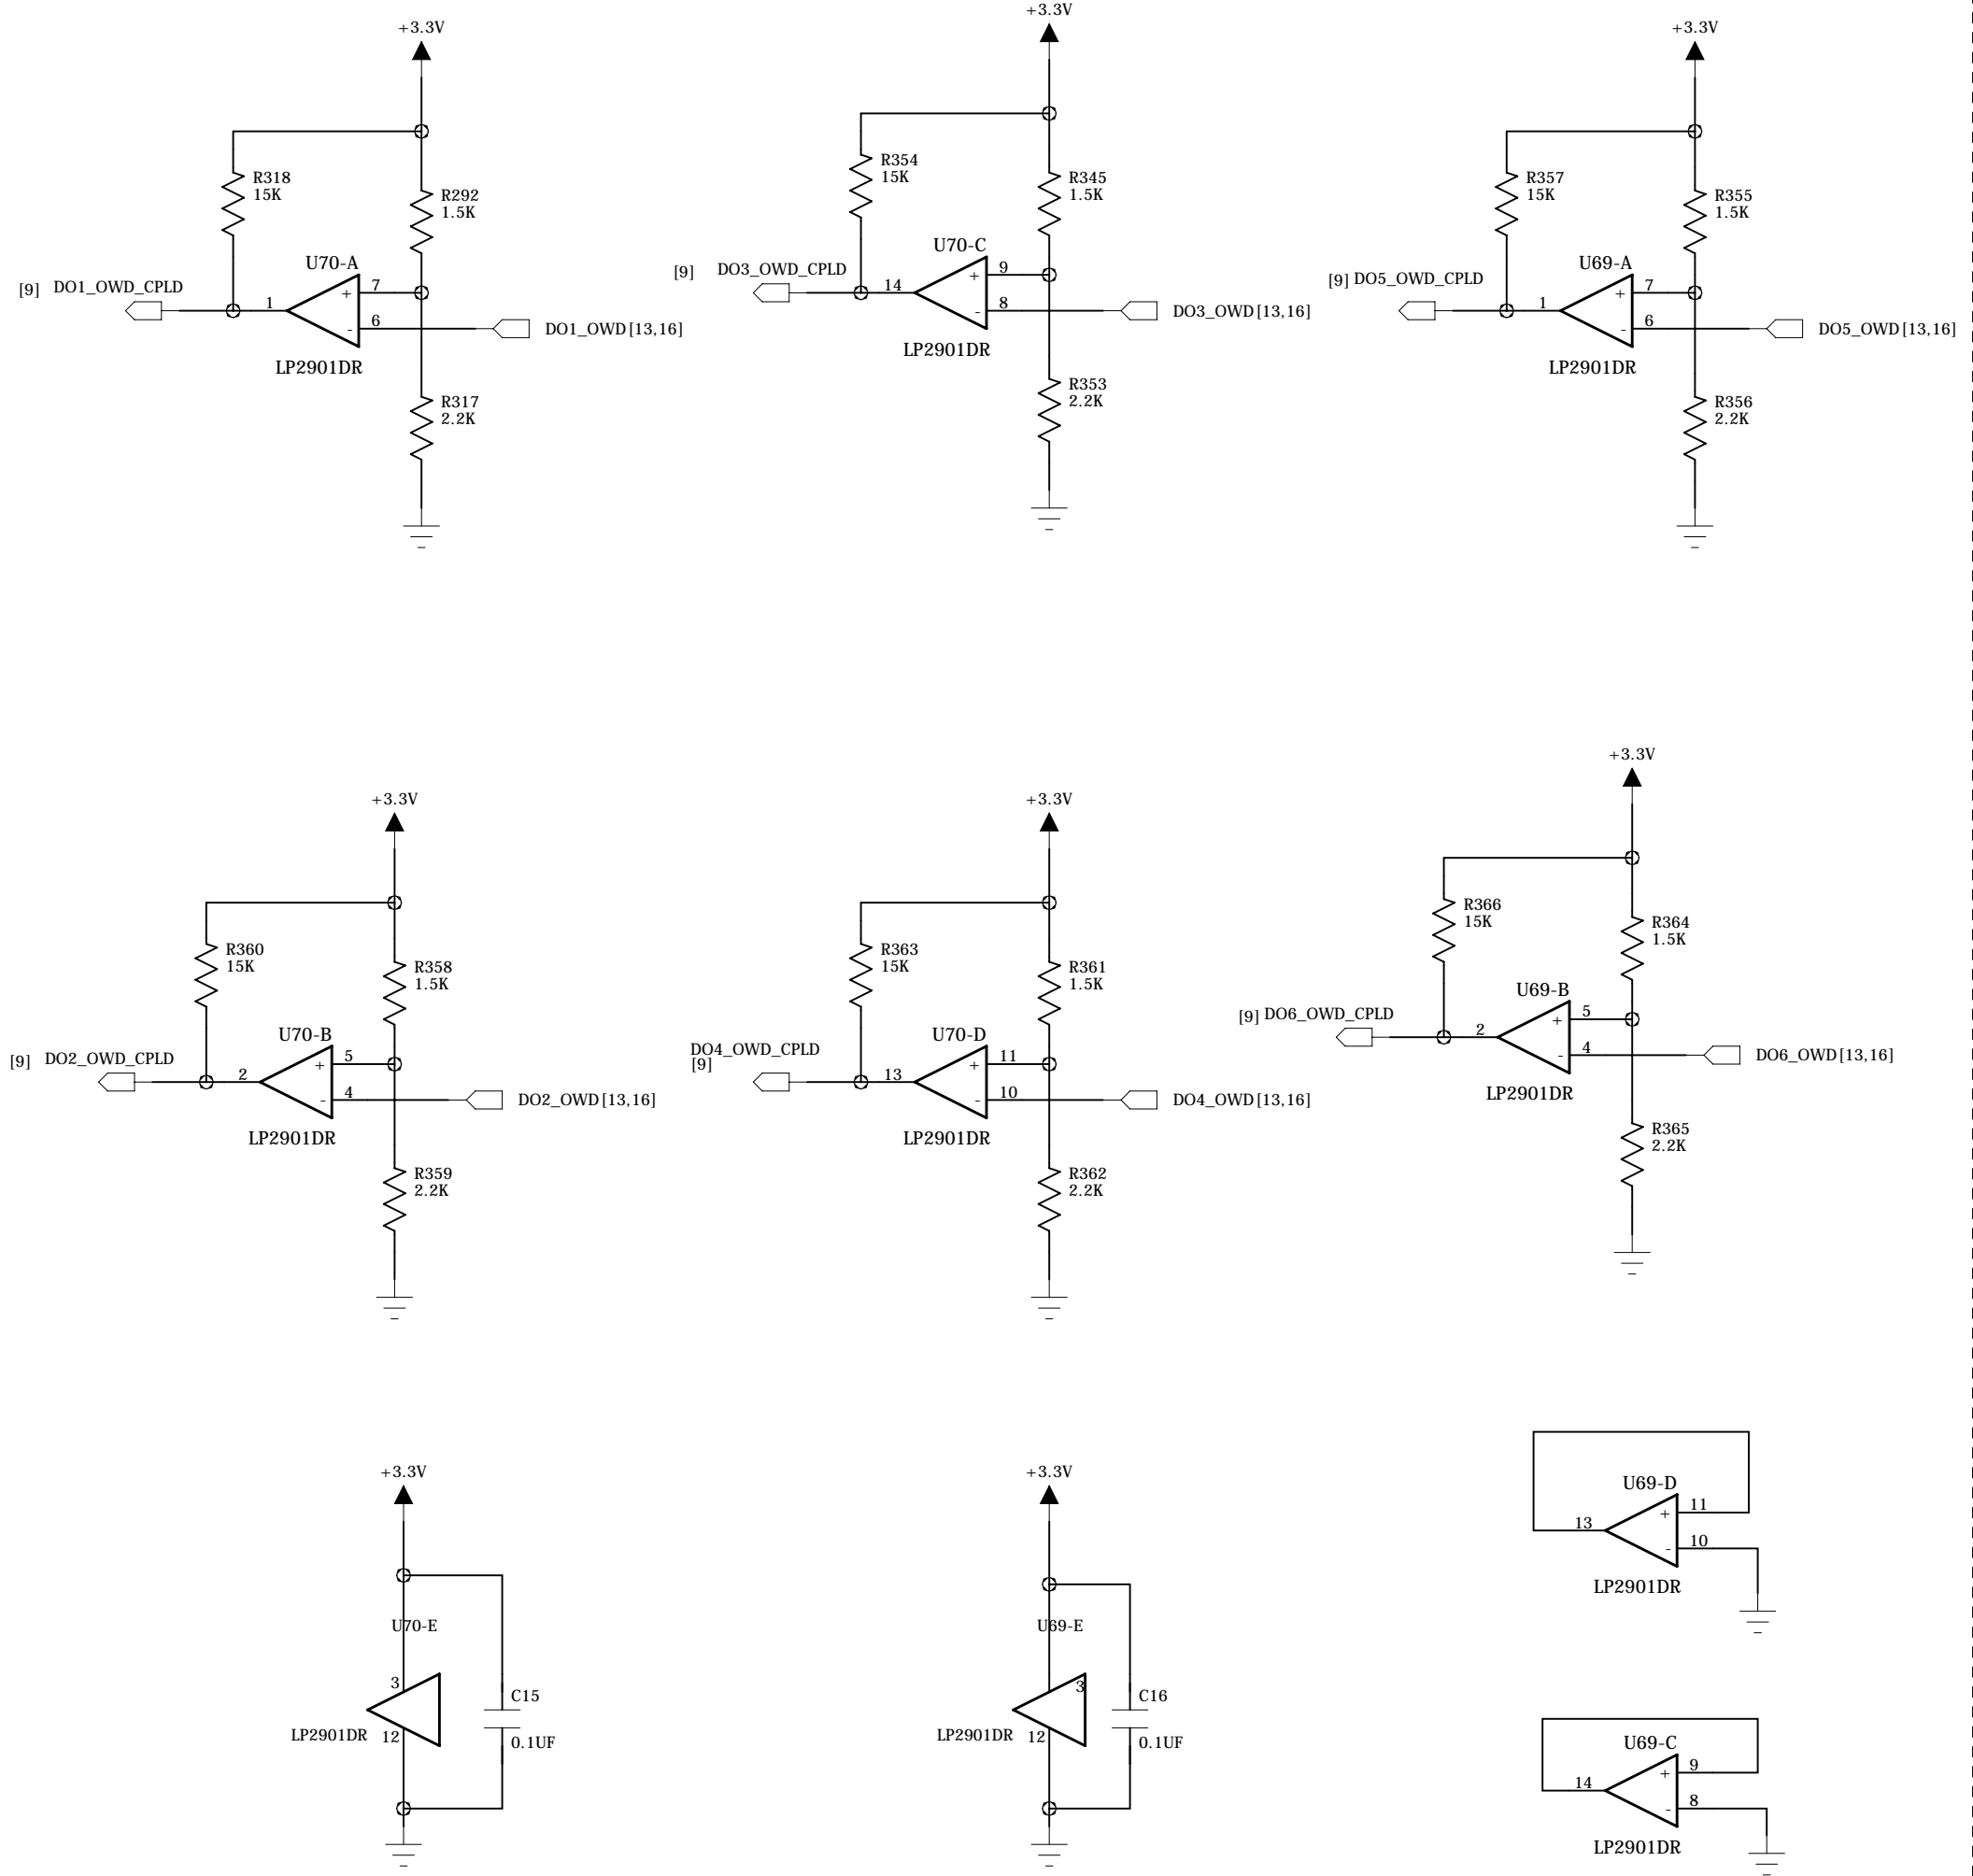 +3.3V
R318
15K
R292
1.5K
U70-A
[9] DO1_OWD_CPLD
1
+
7
-
6
DO1_OWD[13,16]
LP2901DR
R317
2.2K
+3.3V
R354
15K
R345
1.5K
U70-C
[9] DO3_OWD_CPLD
14
+
9
-
8
DO3_OWD[13,16]
LP2901DR
R353
2.2K
+3.3V
R357
15K
R355
1.5K
U69-A
[9] DO5_OWD_CPLD
1
+
7
-
6
DO5_OWD[13,16]
LP2901DR
R356
2.2K
+3.3V
R360
15K
R358
1.5K
U70-B
[9] DO2_OWD_CPLD
2
+
5
-
4
DO2_OWD[13,16]
LP2901DR
R359
2.2K
+3.3V
R363
15K
R361
1.5K
U70-D
DO4_OWD_CPLD
[9]
13
+
11
-
10
DO4_OWD[13,16]
LP2901DR
R362
2.2K
+3.3V
R366
15K
R364
1.5K
U69-B
[9] DO6_OWD_CPLD
2
+
5
-
4
DO6_OWD[13,16]
LP2901DR
R365
2.2K
+3.3V
U70-E
3
C15
LP2901DR
12
0.1UF
+3.3V
U69-E
3
C16
LP2901DR
12
0.1UF
U69-D
13
+
11
-
10
LP2901DR
U69-C
14
+
9
-
8
LP2901DR